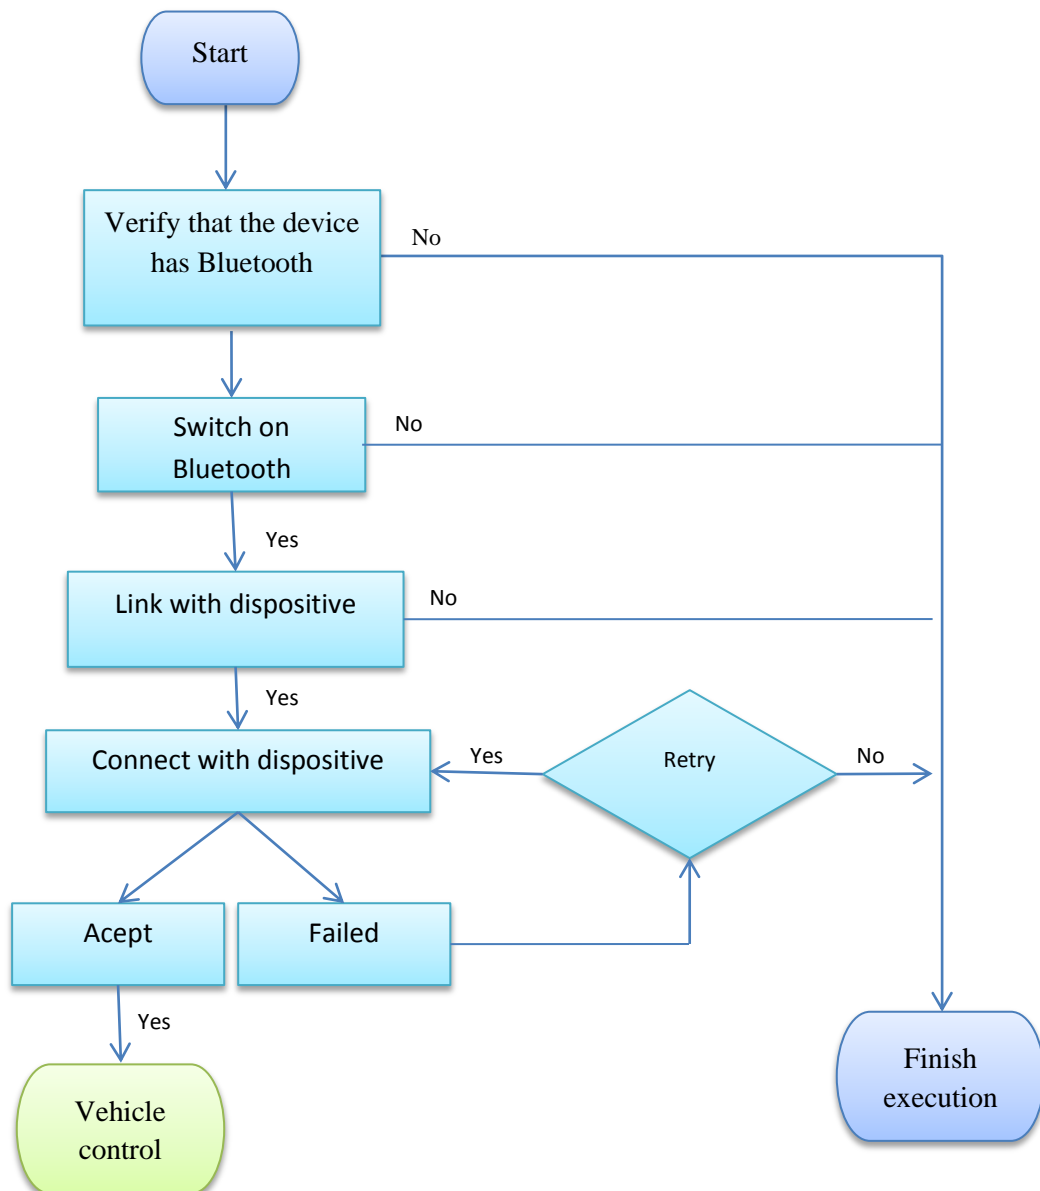 Start
Verify that the device
has Bluetooth
No
Switch on
Bluetooth
No
Yes
Link with dispositive
No
Yes
Connect with dispositive
Yes
Retry
No
Acept
Failed
Yes
Vehicle
control
Finish
execution